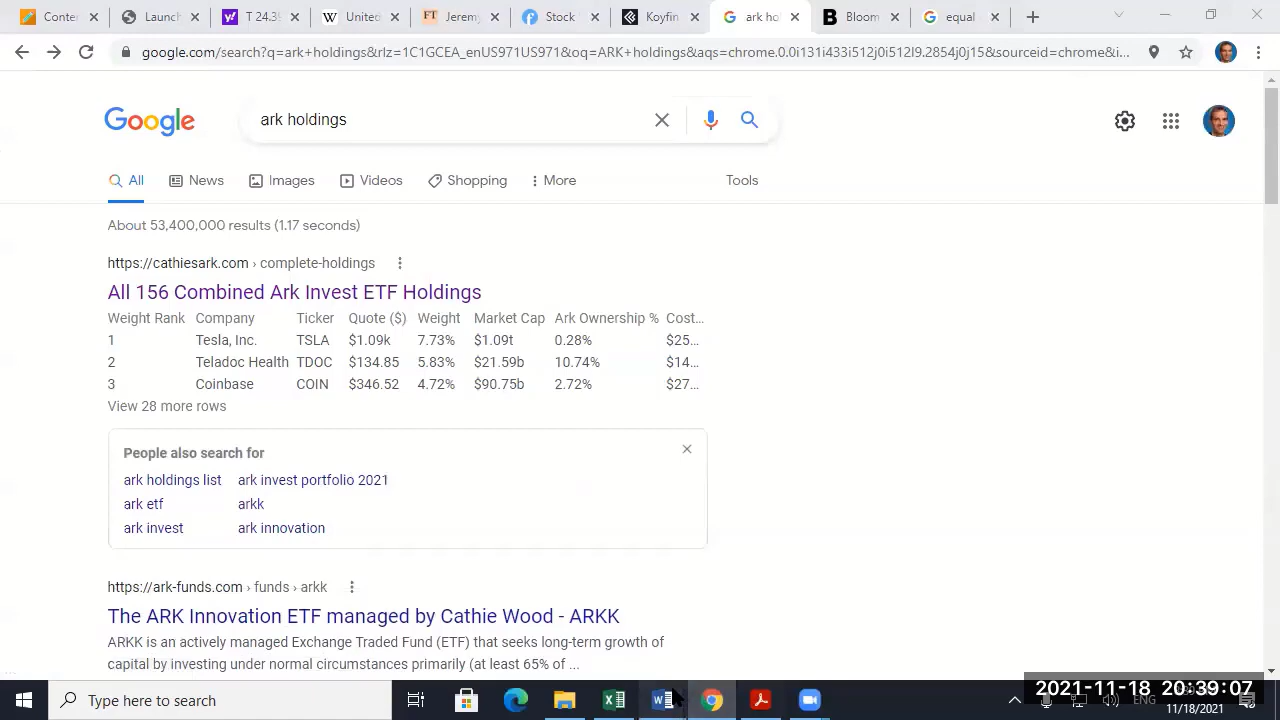 Conter
Launch
T 24.35
United
Jeremy
Stock
Koyfin
ark ho
Bloom
equal
google.com/search?q=ark+holdings&rlz=1C1GCEA_enUS971US971&oq=ARK+holdings&aqs=chrome.0.0i131i433i512j0i512l9.2854j0j15&sourceid=chrome&i...
Google
ark holdings
All
News
Images
Videos
Shopping
More
Tools
About 53,400,000 results (1.17 seconds)
https://cathiesark.com › complete-holdings
All 156 Combined Ark Invest ETF Holdings
Weight Rank Company Ticker Quote ($) Weight Market Cap Ark Ownership % Cost...
1 Tesla, Inc. TSLA $1.09k 7.73% $1.09t 0.28% $25...
2 Teladoc Health TDOC $134.85 5.83% $21.59b 10.74% $14...
3 Coinbase COIN $346.52 4.72% $90.75b 2.72% $27...
View 28 more rows
People also search for
ark holdings list ark invest portfolio 2021
ark etf arkk
ark invest ark innovation
https://ark-funds.com › funds › arkk
The ARK Innovation ETF managed by Cathie Wood - ARKK
ARKK is an actively managed Exchange Traded Fund (ETF) that seeks long-term growth of
capital by investing under normal circumstances primarily (at least 65% of ...
Type here to search
2021-11-18 20:39:07
ENG
11/18/2021